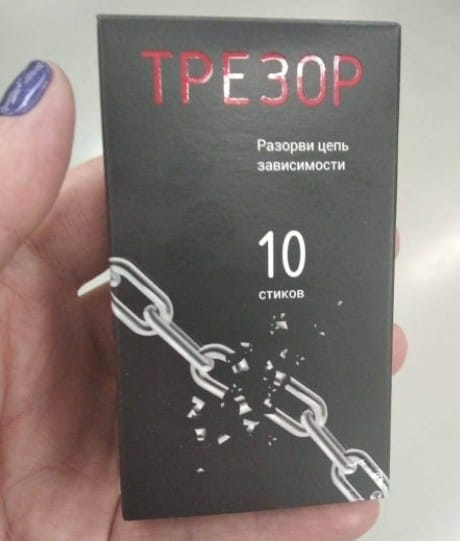 ТРЕЗОР
Разорви цепь
зависимости
10
стиков